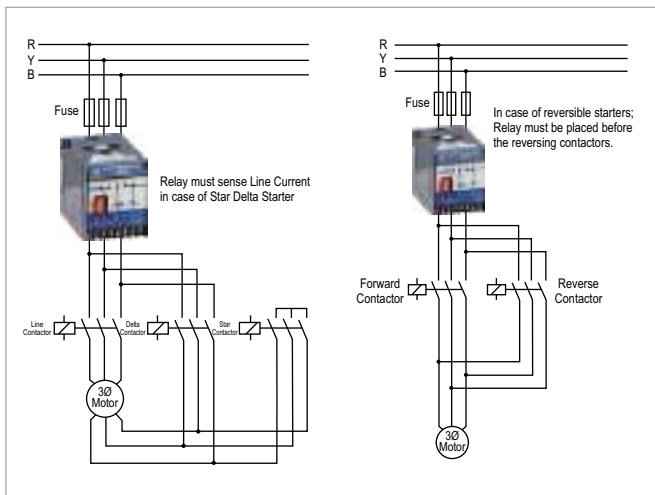 R
Y
B
Fuse
Relay must sense Line Current
in case of Star Delta Starter
Line
Contactor
Delta
Contactor
Star
Contactor
3Ø
Motor
R
Y
B
Fuse
In case of reversible starters;
Relay must be placed before
the reversing contactors.
Forward
Contactor
Reverse
Contactor
3Ø
Motor